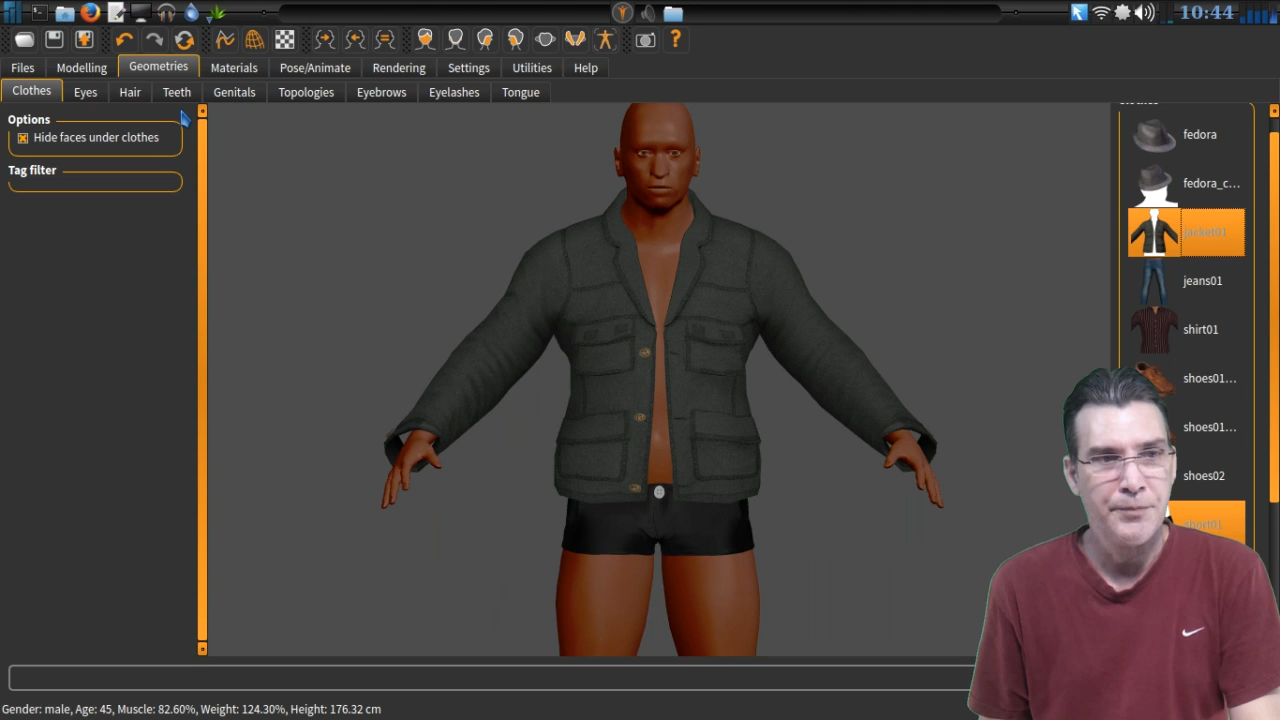 10:44
Files Modelling Geometries Materials Pose/Animate Rendering Settings Utilities Help
Clothes Eyes Hair Teeth Genitals Topologies Eyebrows Eyelashes Tongue
Options
Hide faces under clothes
Tag filter
fedora
fedora_c...
jacket01
jeans01
shirt01
shoes01...
shoes01...
shoes02
short01
Gender: male, Age: 45, Muscle: 82.60%, Weight: 124.30%, Height: 176.32 cm